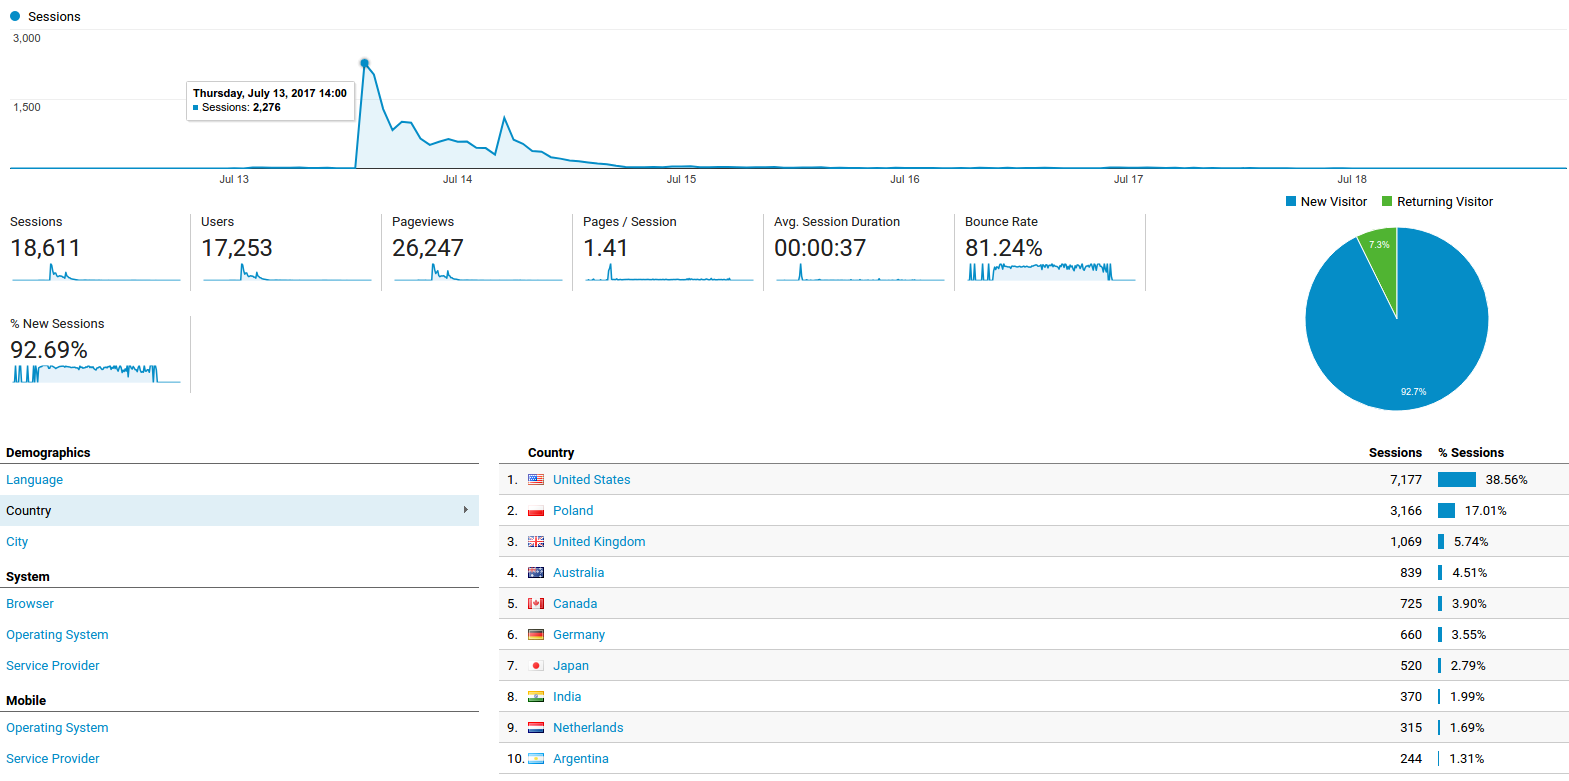 Sessions
3,000
1,500
Thursday, July 13, 2017 14:00
Sessions: 2,276
Jul 13 Jul 14 Jul 15 Jul 16 Jul 17 Jul 18
New Visitor Returning Visitor
Sessions Users Pageviews Pages / Session Avg. Session Duration Bounce Rate
18,611 17,253 26,247 1.41 00:00:37 81.24%
7.3%
% New Sessions
92.69%
92.7%
Demographics
Language
Country
City
System
Browser
Operating System
Service Provider
Mobile
Operating System
Service Provider
Country Sessions % Sessions
1. United States 7,177 38.56%
2. Poland 3,166 17.01%
3. United Kingdom 1,069 5.74%
4. Australia 839 4.51%
5. Canada 725 3.90%
6. Germany 660 3.55%
7. Japan 520 2.79%
8. India 370 1.99%
9. Netherlands 315 1.69%
10. Argentina 244 1.31%